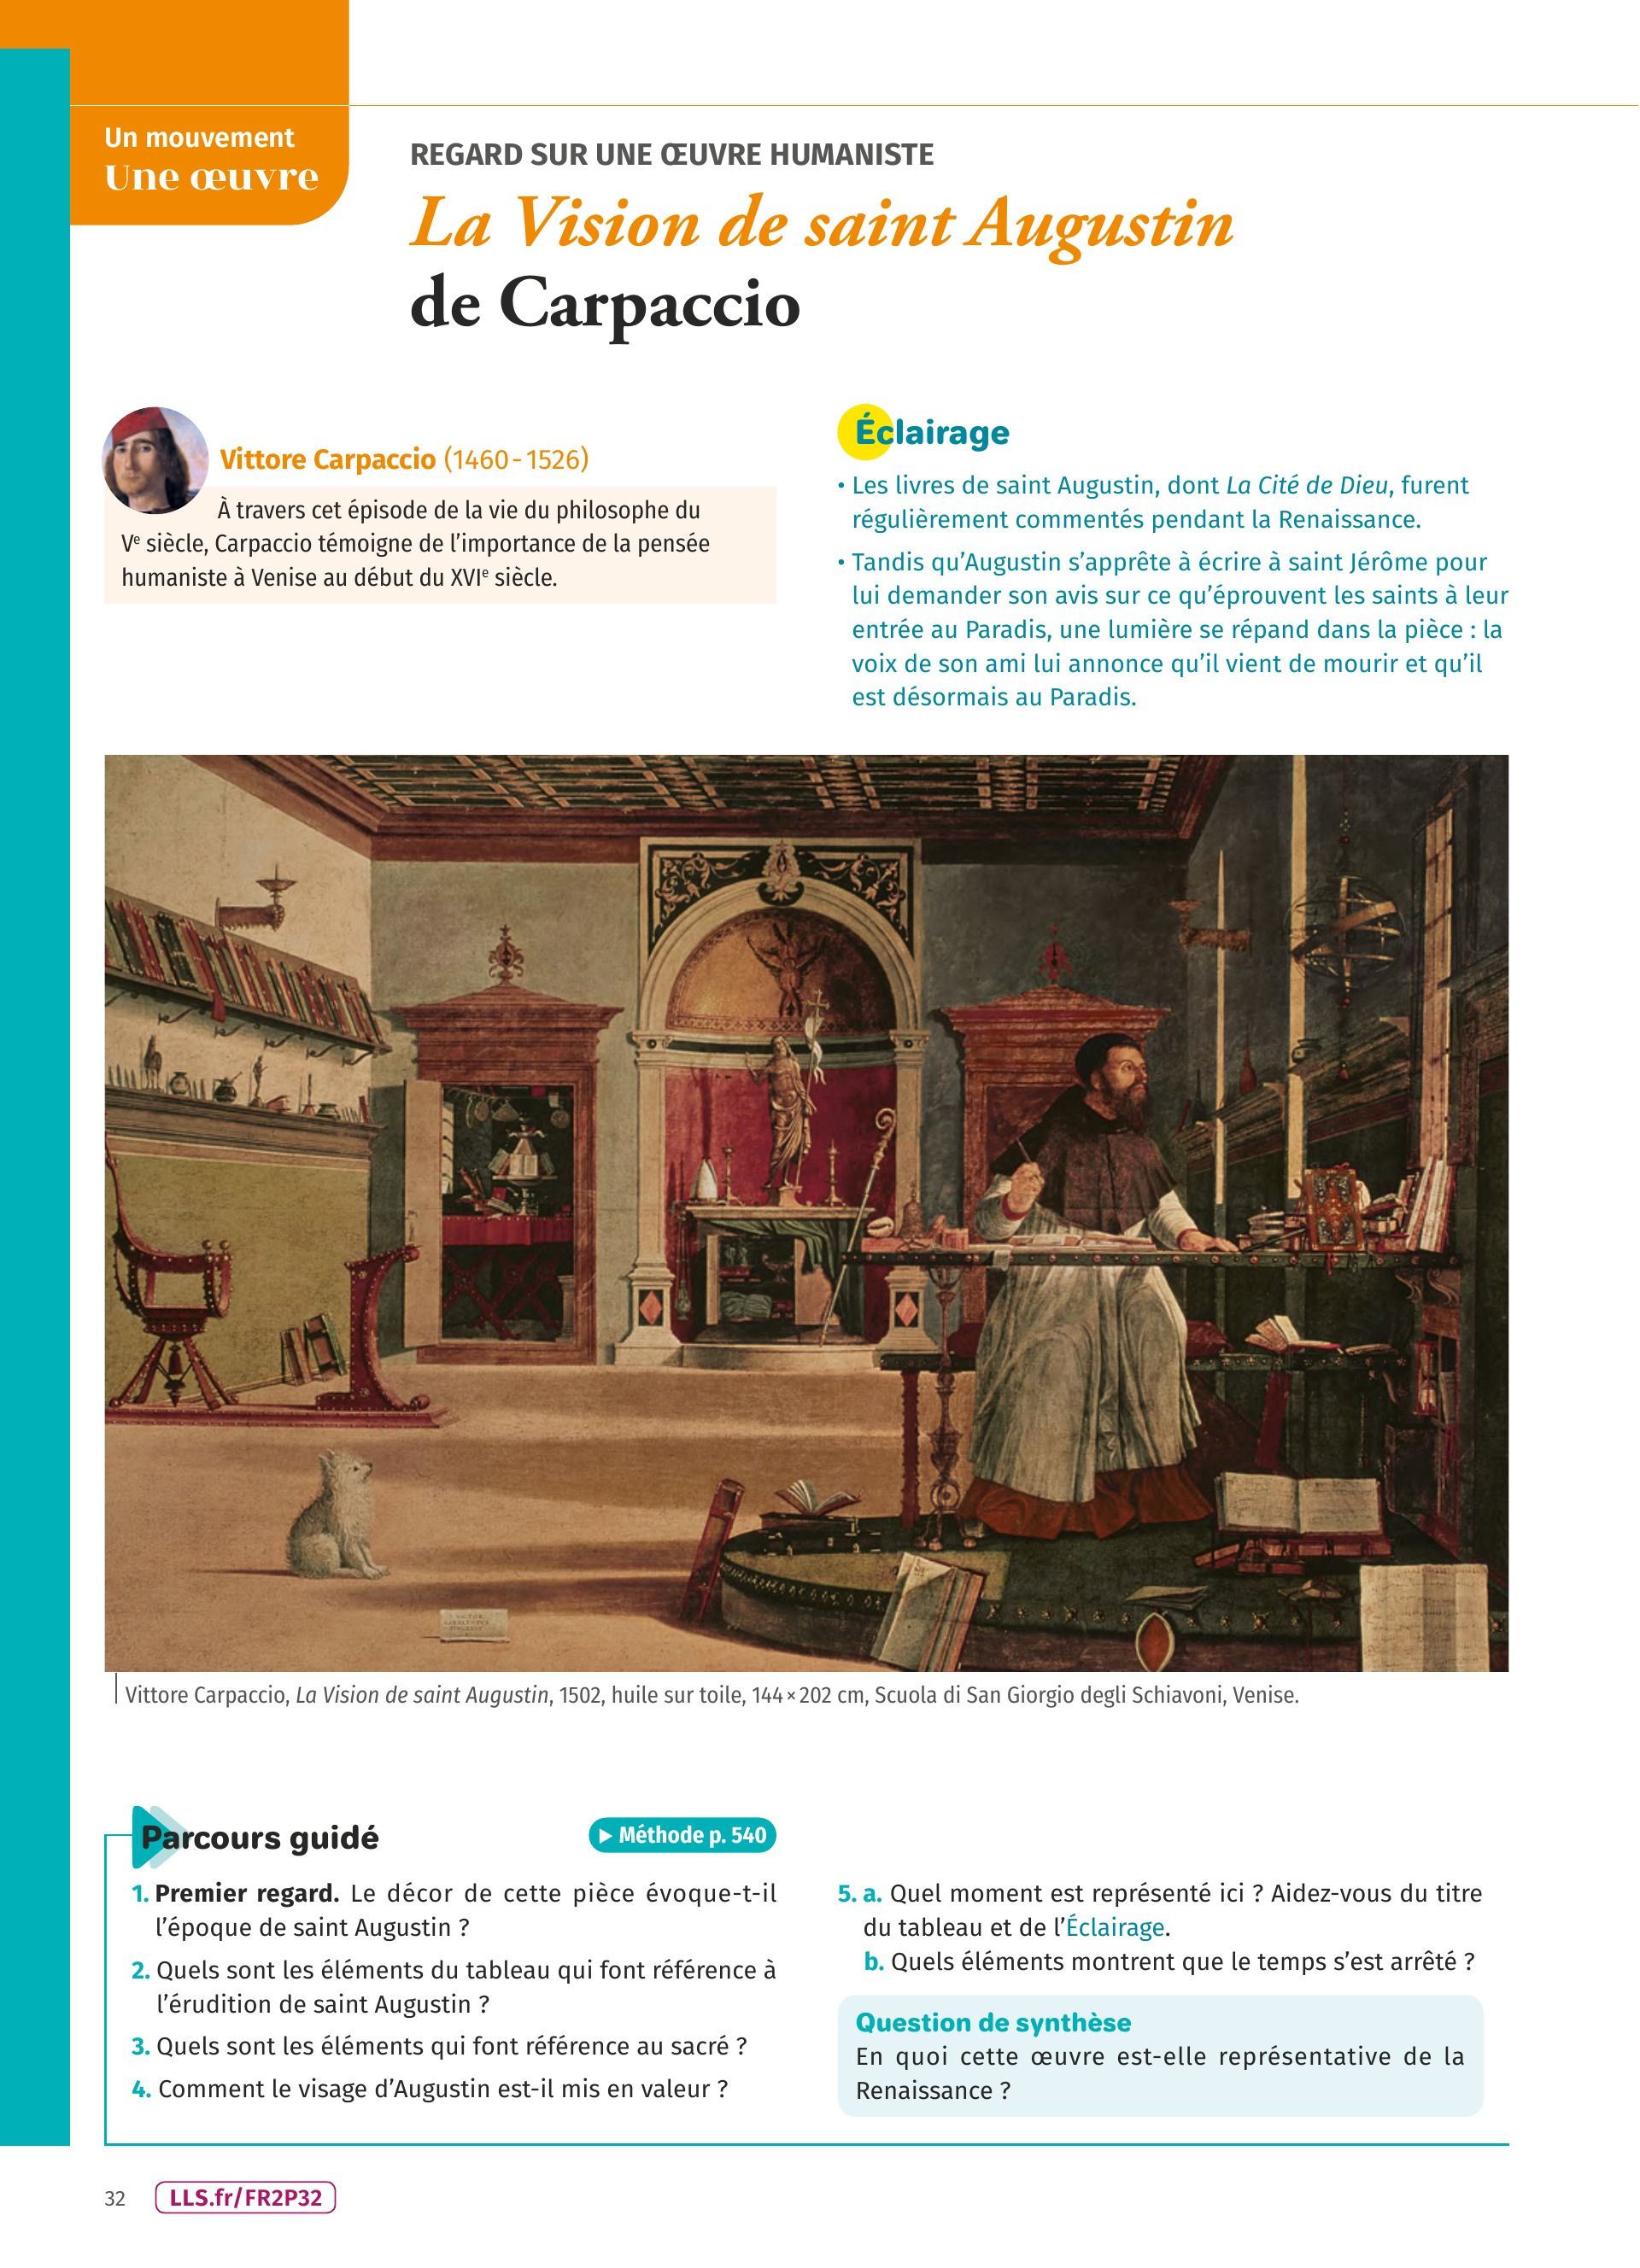 Un mouvement
Une œuvre
REGARD SUR UNE ŒUVRE HUMANISTE
La Vision de saint Augustin
de Carpaccio
Vittore Carpaccio (1460 - 1526)
À travers cet épisode de la vie du philosophe du
Vᵉ siècle, Carpaccio témoigne de l’importance de la pensée
humaniste à Venise au début du XVIᵉ siècle.
Éclairage
• Les livres de saint Augustin, dont La Cité de Dieu, furent
régulièrement commentés pendant la Renaissance.
• Tandis qu’Augustin s’apprête à écrire à saint Jérôme pour
lui demander son avis sur ce qu’éprouvent les saints à leur
entrée au Paradis, une lumière se répand dans la pièce : la
voix de son ami lui annonce qu’il vient de mourir et qu’il
est désormais au Paradis.
Vittore Carpaccio, La Vision de saint Augustin, 1502, huile sur toile, 144 × 202 cm, Scuola di San Giorgio degli Schiavoni, Venise.
Parcours guidé
▶ Méthode p. 540
1. Premier regard. Le décor de cette pièce évoque-t-il
l’époque de saint Augustin ?
2. Quels sont les éléments du tableau qui font référence à
l’érudition de saint Augustin ?
3. Quels sont les éléments qui font référence au sacré ?
4. Comment le visage d’Augustin est-il mis en valeur ?
5. a. Quel moment est représenté ici ? Aidez-vous du titre
du tableau et de l’Éclairage.
b. Quels éléments montrent que le temps s’est arrêté ?
Question de synthèse
En quoi cette œuvre est-elle représentative de la
Renaissance ?
32
LLS.fr/FR2P32